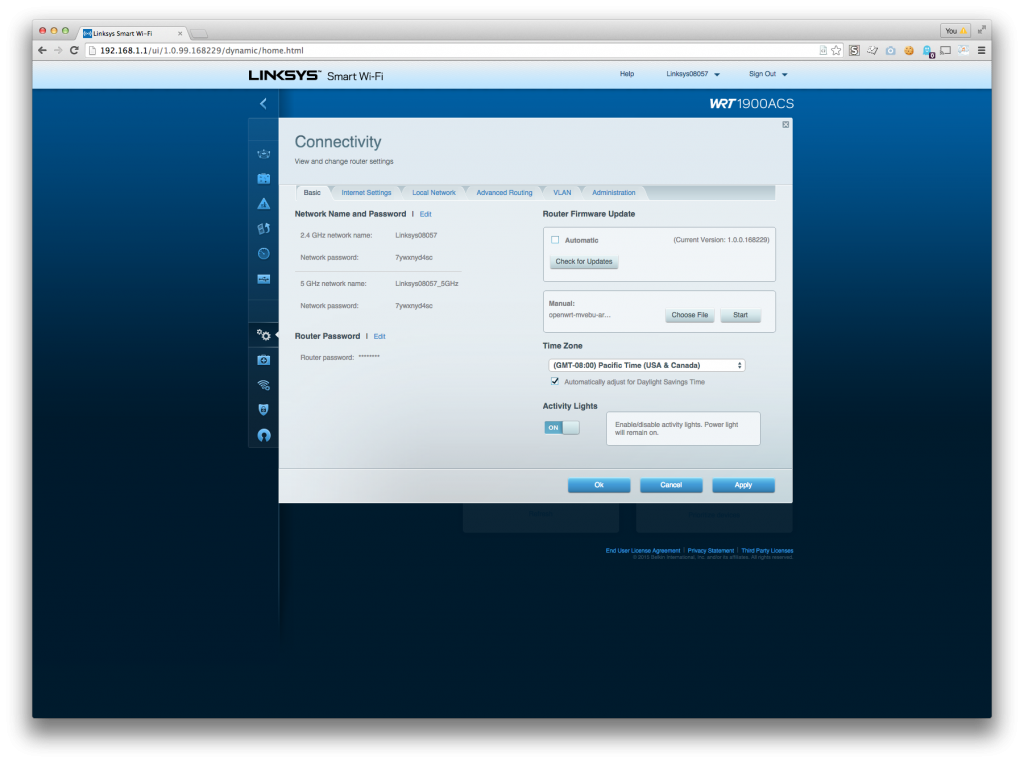 Linksys Smart Wi-Fi
You
192.168.1.1/ui/1.0.99.168229/dynamic/home.html
LINKSYS™ Smart Wi-Fi
Help Linksys08057 Sign Out
WRT1900ACS
Connectivity
View and change router settings
Basic Internet Settings Local Network Advanced Routing VLAN Administration
Network Name and Password | Edit
2.4 GHz network name: Linksys08057
Network password: 7ywxnyd4sc
5 GHz network name: Linksys08057_5GHz
Network password: 7ywxnyd4sc
Router Password | Edit
Router password: ********
Router Firmware Update
Automatic (Current Version: 1.0.0.168229)
Check for Updates
Manual:
openwrt-mvebu-ar... Choose File Start
Time Zone
(GMT-08:00) Pacific Time (USA & Canada)
Automatically adjust for Daylight Savings Time
Activity Lights
ON
Enable/disable activity lights. Power light
will remain on.
Ok Cancel Apply
End User License Agreement | Privacy Statement | Third Party Licenses
© 2015 Belkin International, Inc. and/or its affiliates. All rights reserved.